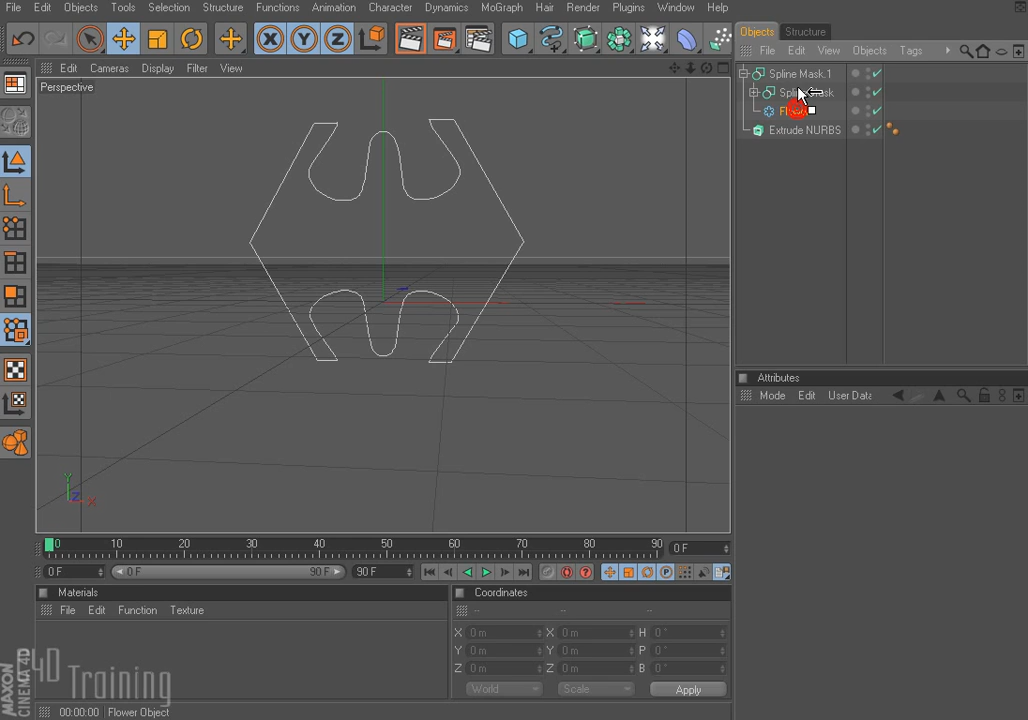 File Edit Objects Tools Selection Structure Functions Animation Character Dynamics MoGraph Hair Render Plugins Window Help
Objects Structure
File Edit View Objects Tags
Edit Cameras Display Filter View
Perspective
Spline Mask.1
Spline Mask
Extrude NURBS
Attributes
Mode Edit User Data
Y
Z X
0 10 20 30 40 50 60 70 80 90 0 F
0 F 0 F 90 F 90 F
Materials
File Edit Function Texture
Coordinates
-- -- --
X 0 m X 0 m H 0 °
Y 0 m Y 0 m P 0 °
Z 0 m Z 0 m B 0 °
World Scale Apply
MAXON CINEMA 4D
4D Training
00:00:00 Flower Object